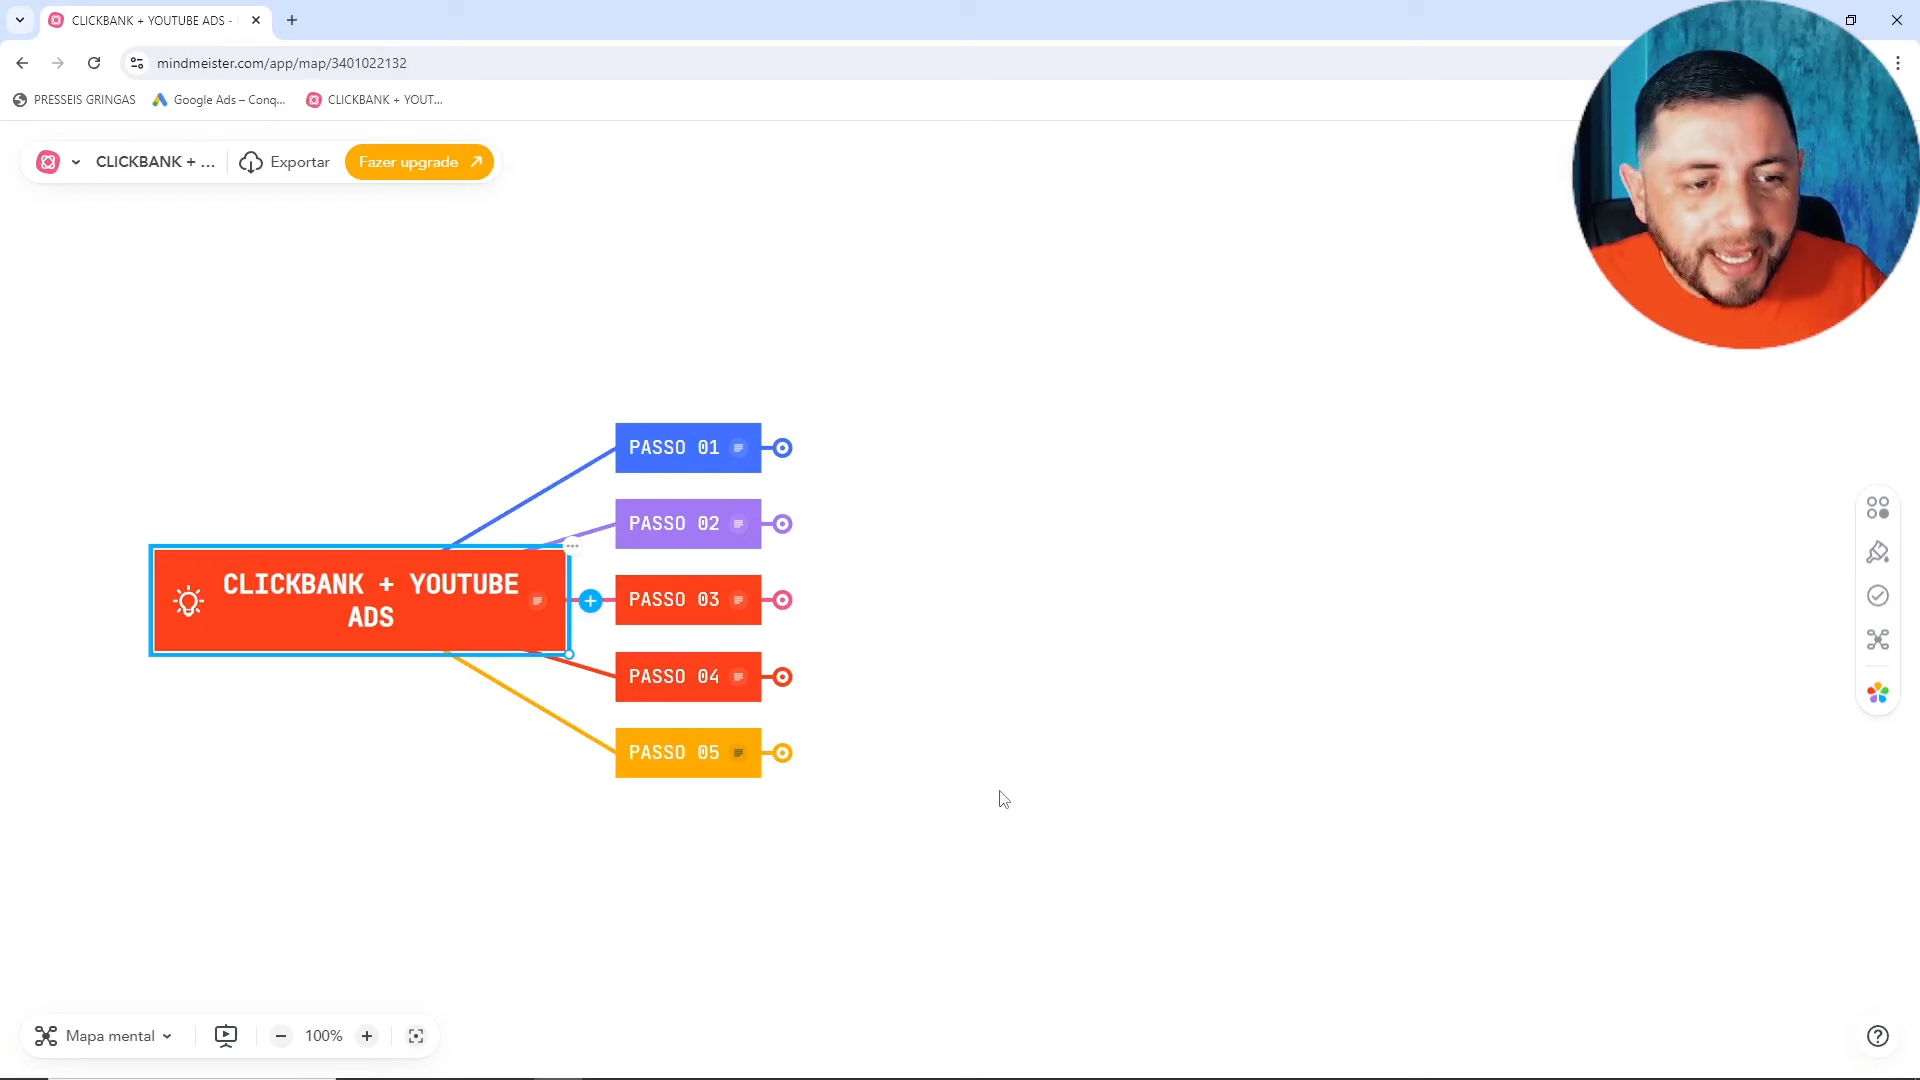 CLICKBANK + YOUTUBE ADS -
mindmeister.com/app/map/3401022132
PRESSEIS GRINGAS
Google Ads – Conq...
CLICKBANK + YOUT...
CLICKBANK + ...
Exportar
Fazer upgrade
PASSO 01
PASSO 02
CLICKBANK + YOUTUBE
ADS
PASSO 03
PASSO 04
PASSO 05
Mapa mental
100%